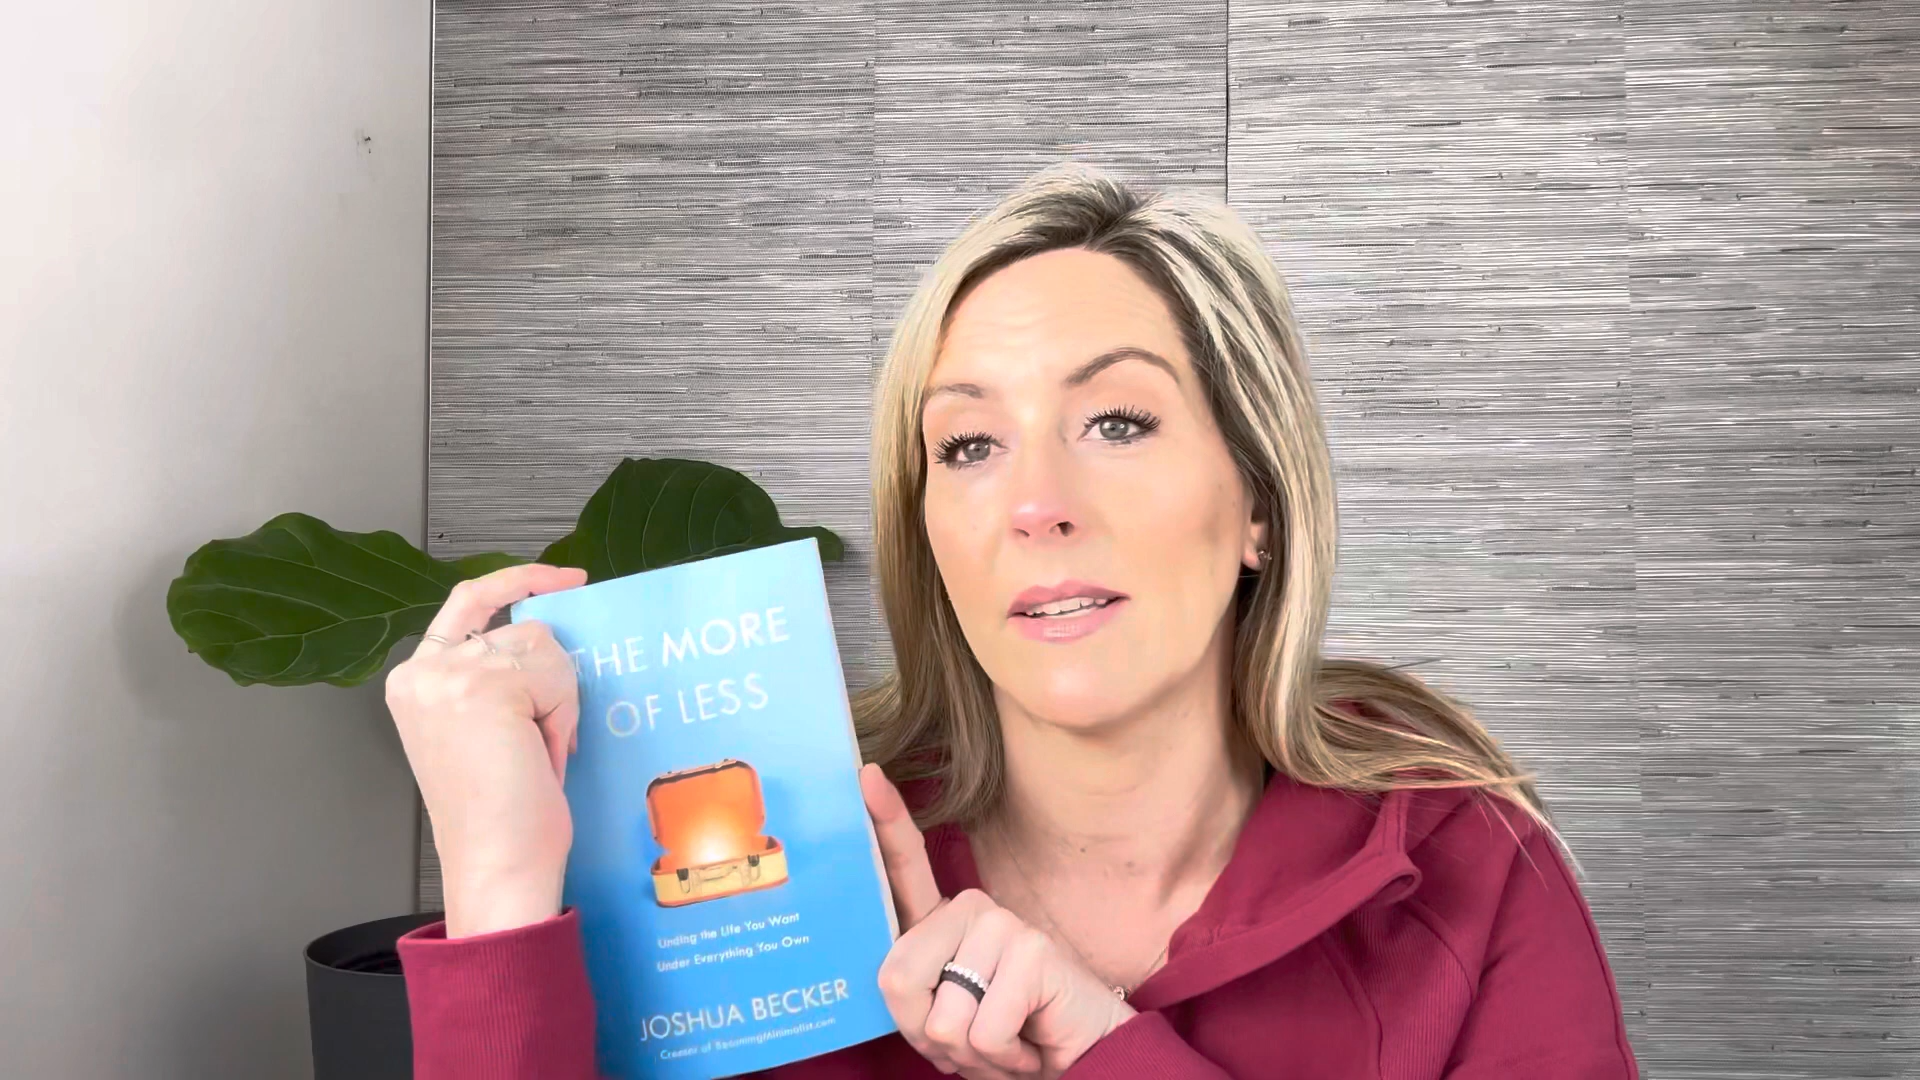 THE MORE
OF LESS
Finding the Life You Want
Under Everything You Own
JOSHUA BECKER
Creator of BecomingMinimalist.com